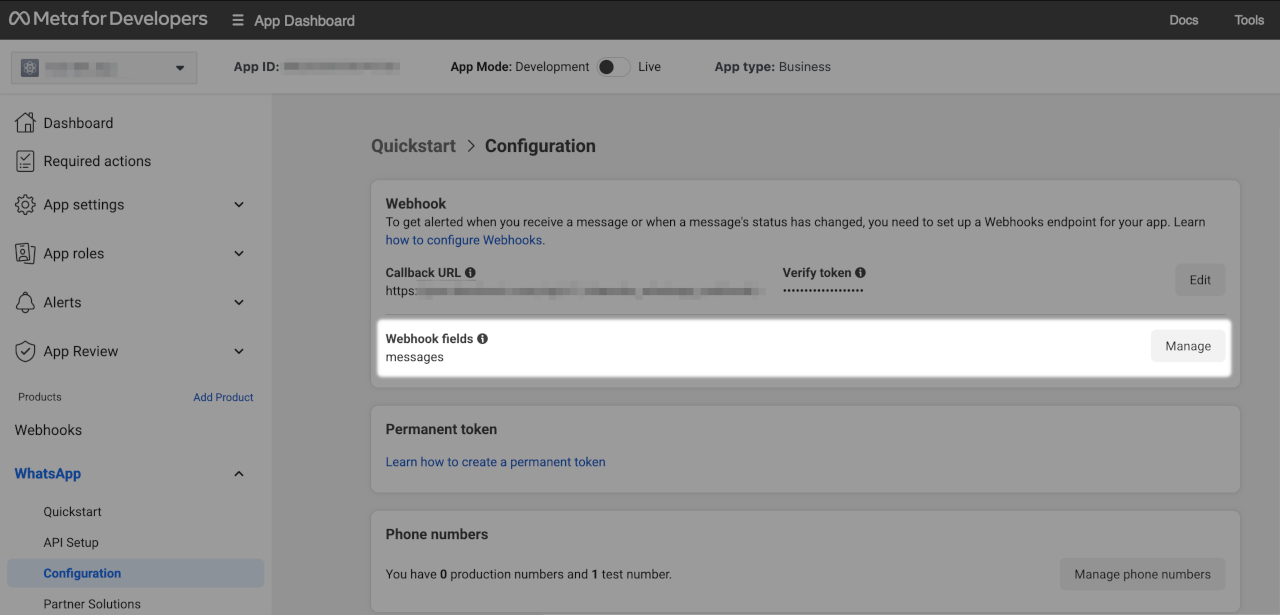 Meta for Developers
App Dashboard
Docs
Tools
App ID:
App Mode: Development
Live
App type: Business
Dashboard
Required actions
App settings
App roles
Alerts
App Review
Products
Add Product
Webhooks
WhatsApp
Quickstart
API Setup
Configuration
Partner Solutions
Quickstart > Configuration
Webhook
To get alerted when you receive a message or when a message's status has changed, you need to set up a Webhooks endpoint for your app. Learn
how to configure Webhooks.
Callback URL
https:
Verify token
••••••••••••••••••
Edit
Webhook fields
messages
Manage
Permanent token
Learn how to create a permanent token
Phone numbers
You have 0 production numbers and 1 test number.
Manage phone numbers